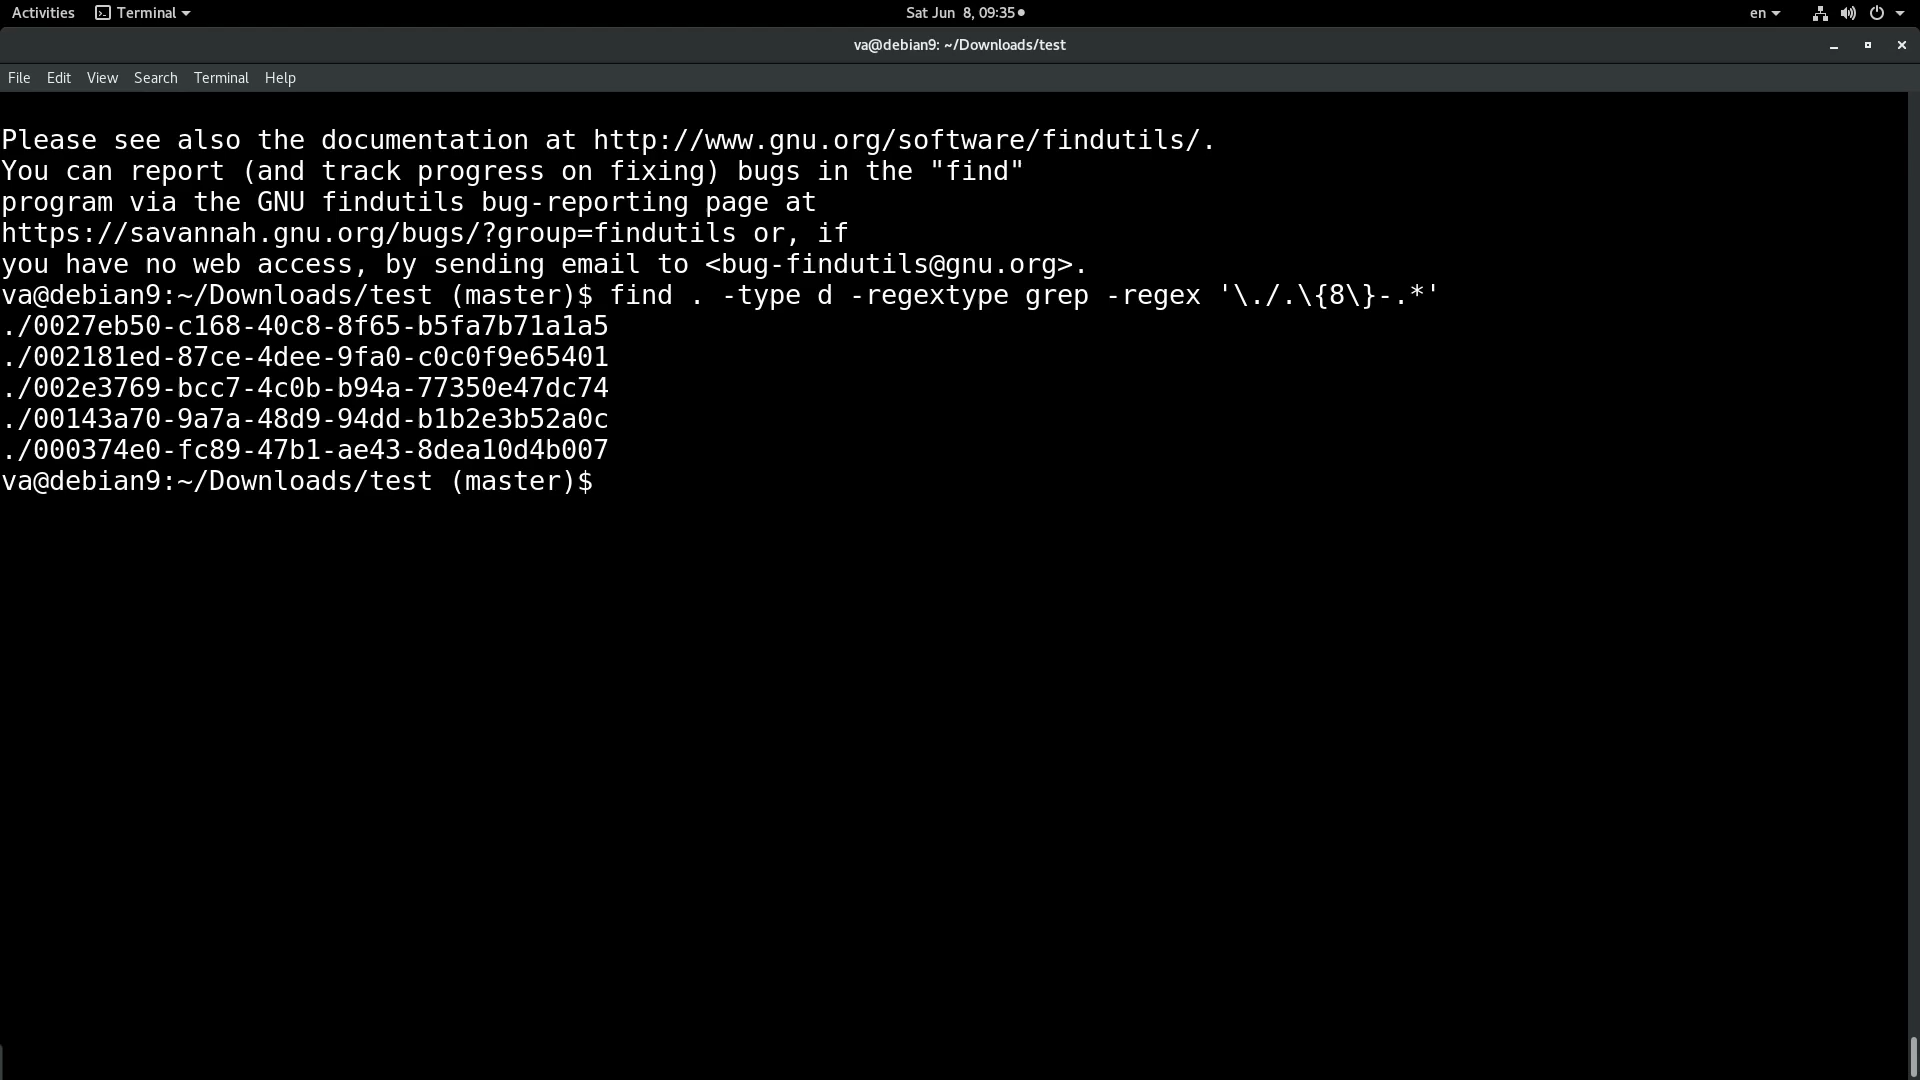 Activities Terminal Sat Jun 8, 09:35 en
va@debian9: ~/Downloads/test
File Edit View Search Terminal Help
Please see also the documentation at http://www.gnu.org/software/findutils/.
You can report (and track progress on fixing) bugs in the "find"
program via the GNU findutils bug-reporting page at
https://savannah.gnu.org/bugs/?group=findutils or, if
you have no web access, by sending email to <bug-findutils@gnu.org>.
va@debian9:~/Downloads/test (master)$ find . -type d -regextype grep -regex '\./.\{8\}-.*'
./0027eb50-c168-40c8-8f65-b5fa7b71a1a5
./002181ed-87ce-4dee-9fa0-c0c0f9e65401
./002e3769-bcc7-4c0b-b94a-77350e47dc74
./00143a70-9a7a-48d9-94dd-b1b2e3b52a0c
./000374e0-fc89-47b1-ae43-8dea10d4b007
va@debian9:~/Downloads/test (master)$